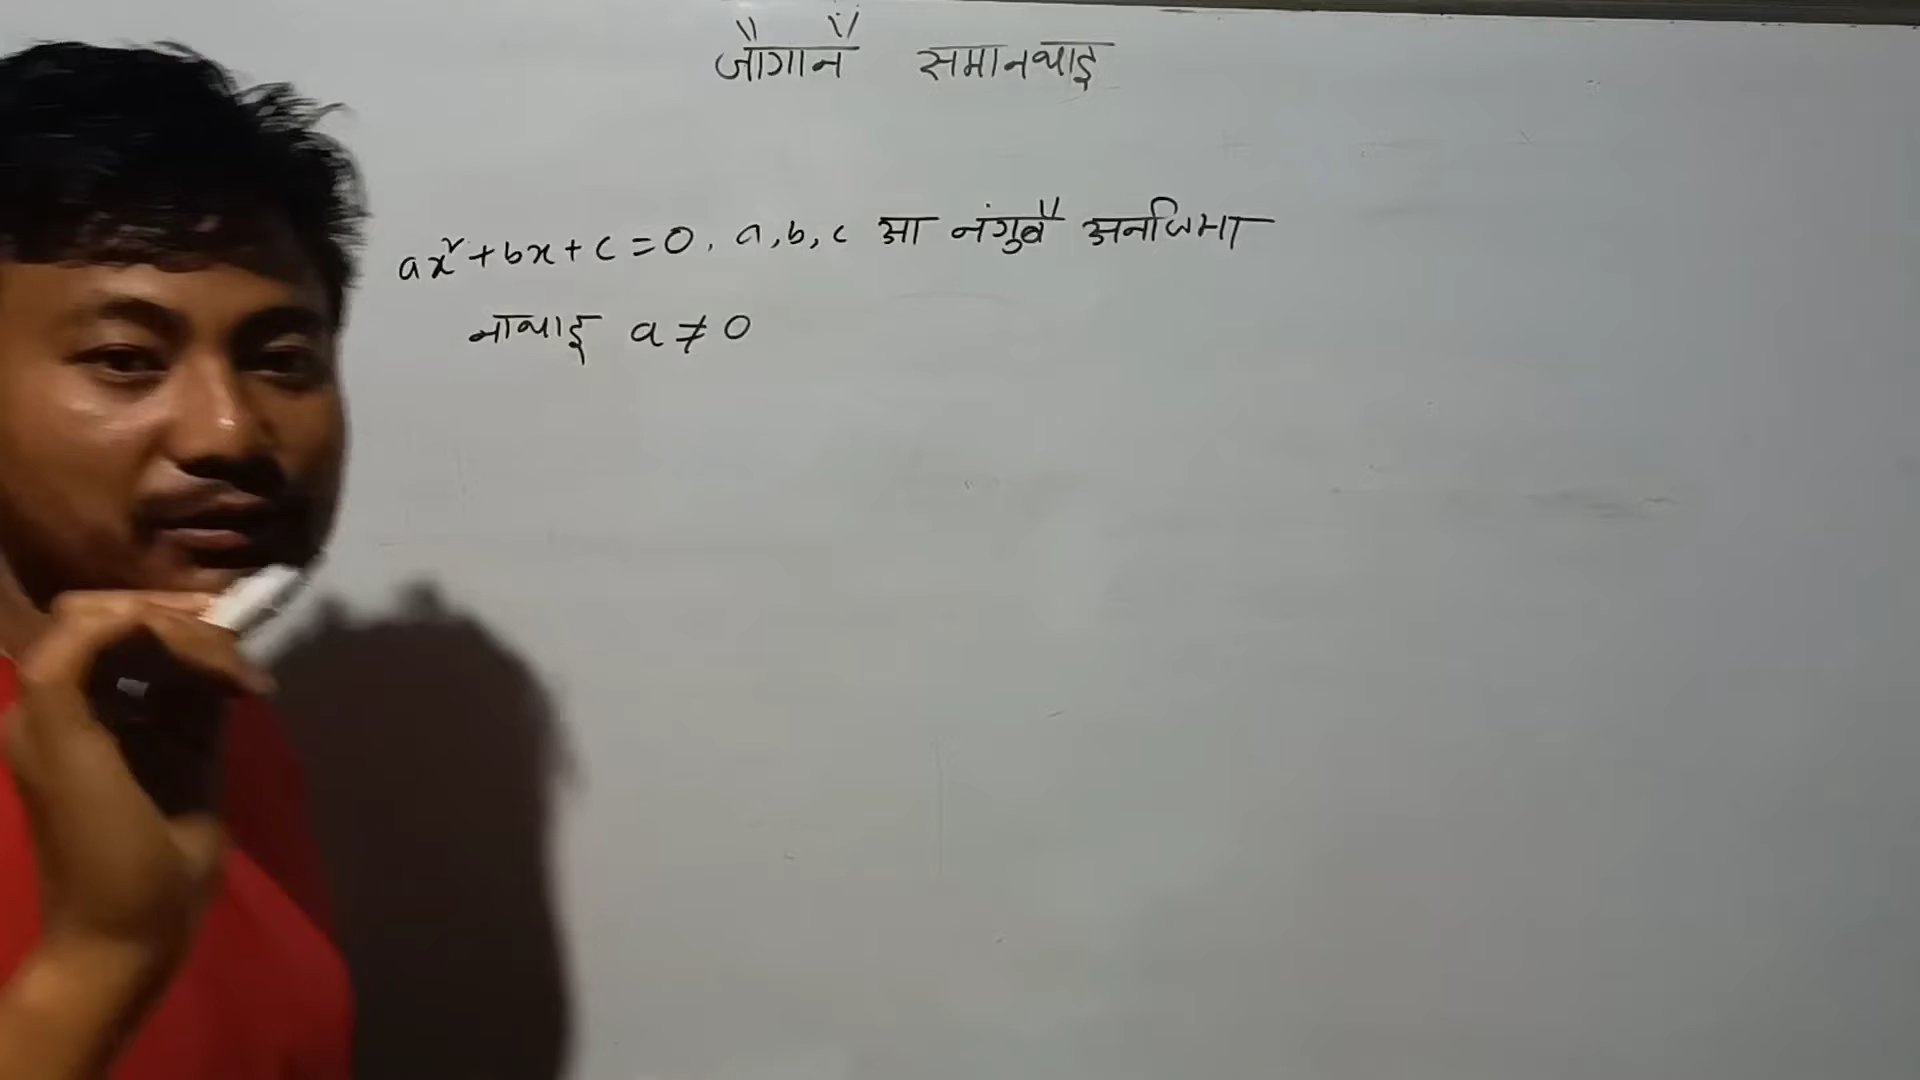 जौगानै समानथाइ
ax²+bx+c=0, a,b,c आ नंगुबै अनजिमा
नाथाइ a ≠ 0